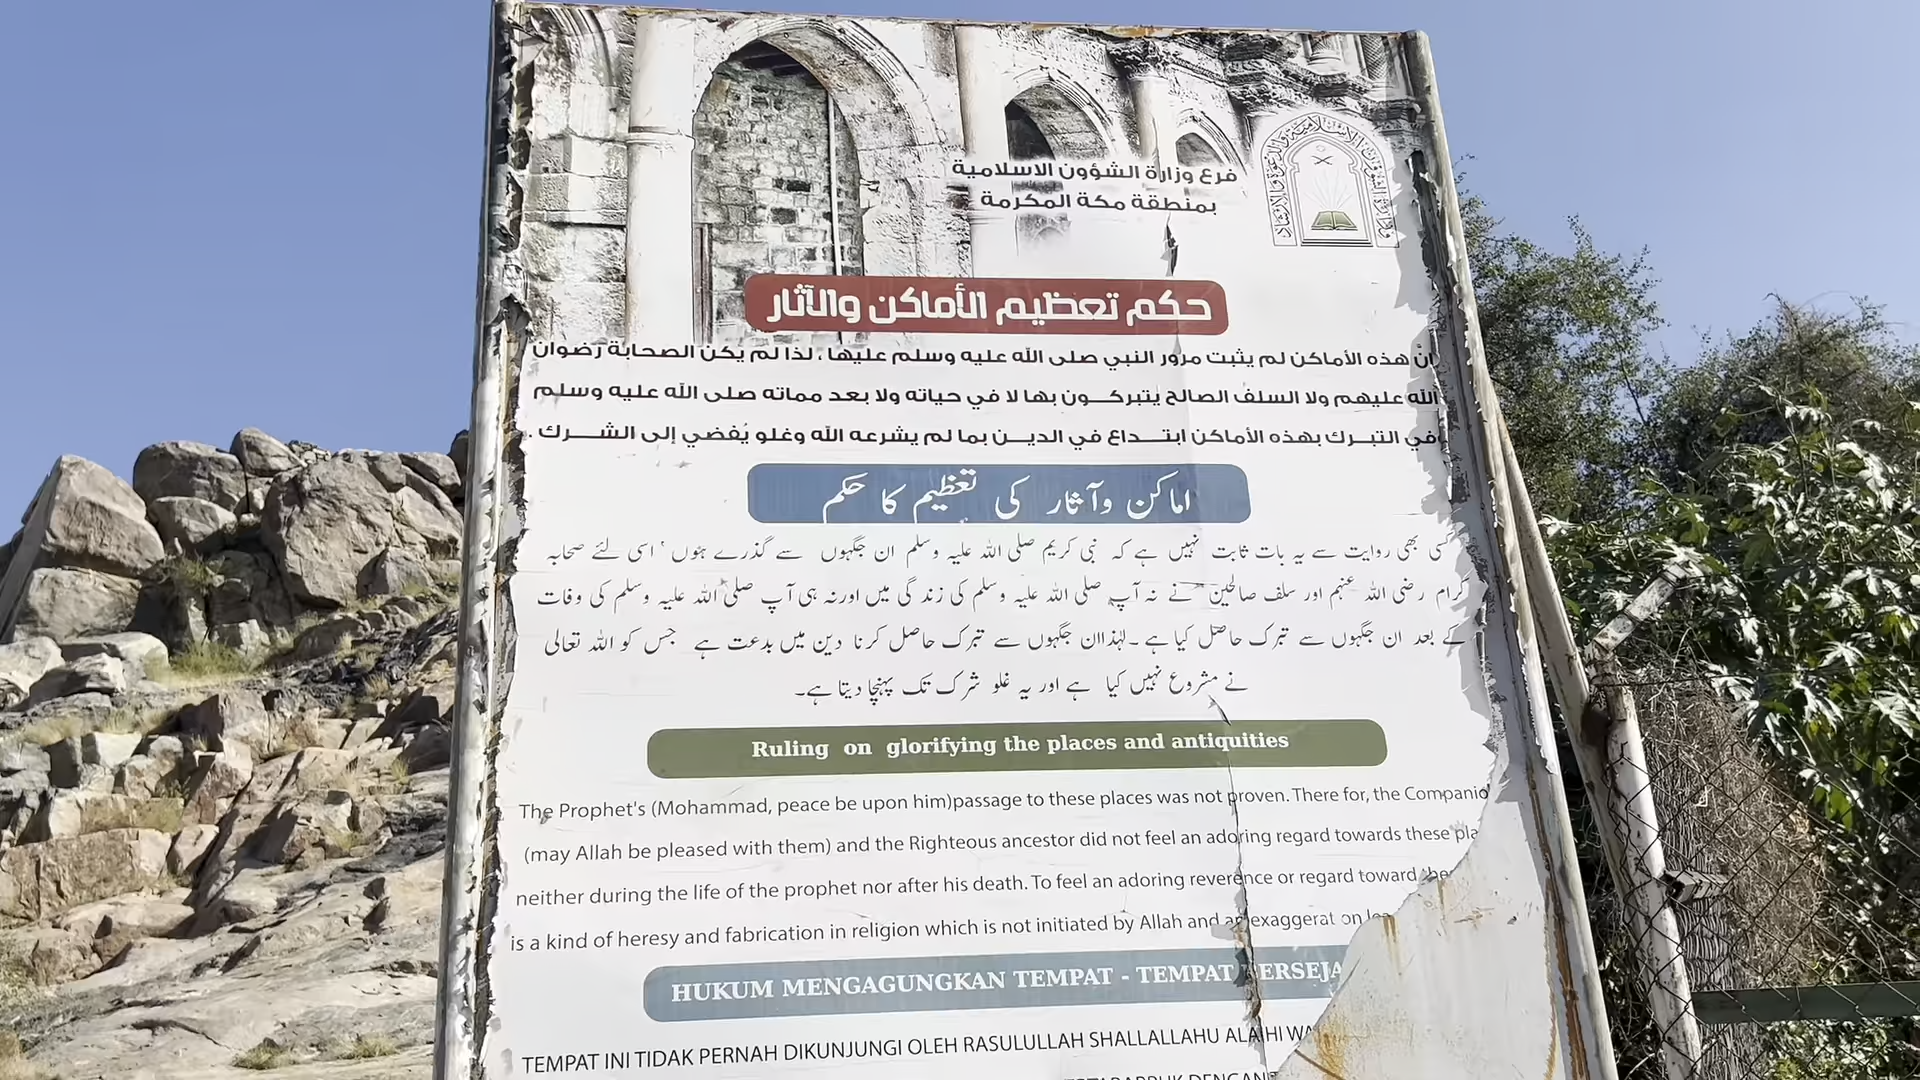 فرع وزارة الشؤون الاسلامية
بمنطقة مكة المكرمة
حكم تعظيم الأماكن والآثار
إنَّ هذه الأماكن لم يثبت مرور النبي صلى الله عليه وسلم عليها، لذا لم يكن الصحابة رضوان
الله عليهم ولا السلف الصالح يتبركون بها لا في حياته ولا بعد مماته صلى الله عليه وسلم
وفي التبرك بهذه الأماكن ابتداع في الدين بما لم يشرعه الله وغلو يُفضي إلى الشرك .
اماکن وآثار کی تعظیم کا حکم
کسی بھی روایت سے یہ بات ثابت نہیں ہے کہ نبی کریم صلی اللہ علیہ وسلم ان جگہوں سے گذرے ہوں ' اسی لئے صحابہ
کرام رضی اللہ عنہم اور سلف صالحین نے نہ آپ صلی اللہ علیہ وسلم کی زندگی میں اورنہ ہی آپ صلی اللہ علیہ وسلم کی وفات
کے بعد ان جگہوں سے تبرک حاصل کیا ہے ۔ لہٰذا ان جگہوں سے تبرک حاصل کرنا دین میں بدعت ہے جس کو اللہ تعالی
نے مشروع نہیں کیا ہے اور یہ غلو شرک تک پہنچا دیتا ہے۔
Ruling on glorifying the places and antiquities
The Prophet's (Mohammad, peace be upon him)passage to these places was not proven. There for, the Companio
(may Allah be pleased with them) and the Righteous ancestor did not feel an adoring regard towards these pla
neither during the life of the prophet nor after his death. To feel an adoring reverence or regard toward
is a kind of heresy and fabrication in religion which is not initiated by Allah and an exaggerat on
HUKUM MENGAGUNGKAN TEMPAT - TEMPAT BERSEJA
TEMPAT INI TIDAK PERNAH DIKUNJUNGI OLEH RASULULLAH SHALLALLAHU ALAIHI WA